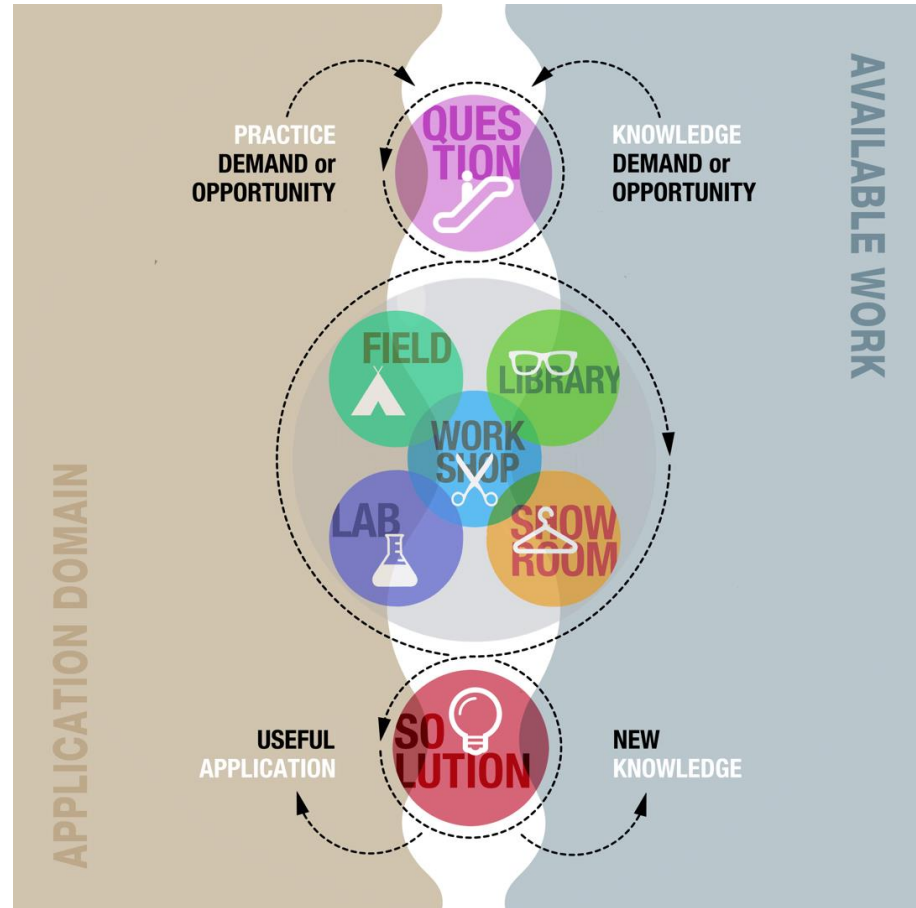 AVAILABLE WORK
PRACTICE
DEMAND or
OPPORTUNITY
QUES
TION
KNOWLEDGE
DEMAND or
OPPORTUNITY
FIELD
LIBRARY
WORK
SHOP
LAB
SHOW
ROOM
APPLICATION DOMAIN
USEFUL
APPLICATION
SO
LUTION
NEW
KNOWLEDGE